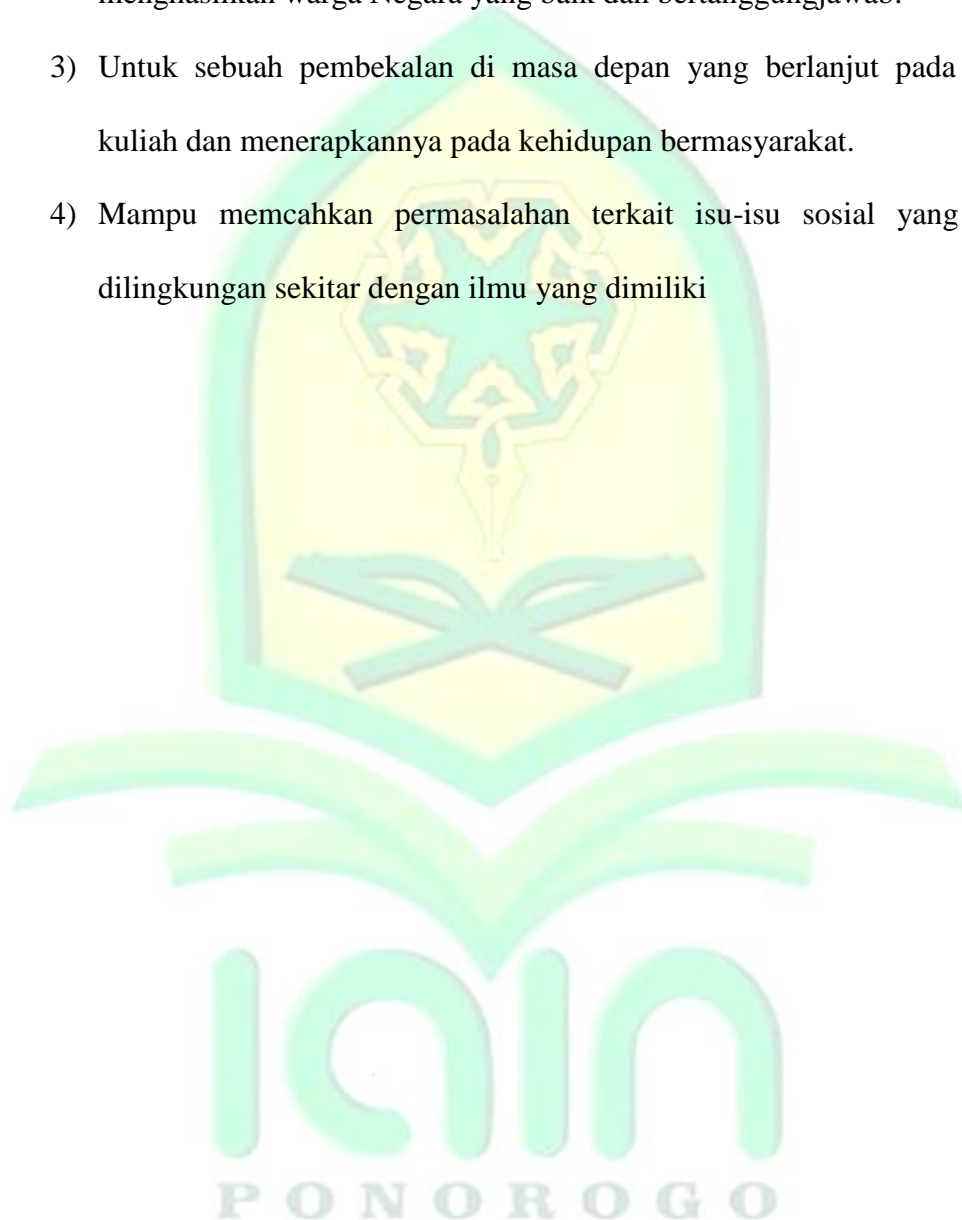 menghasilkan warga Negara yang baik dan bertanggungjawab.
3) Untuk sebuah pembekalan di masa depan yang berlanjut pada
kuliah dan menerapkannya pada kehidupan bermasyarakat.
4) Mampu memcahkan permasalahan terkait isu-isu sosial yang
dilingkungan sekitar dengan ilmu yang dimiliki
iain
PONOROGO